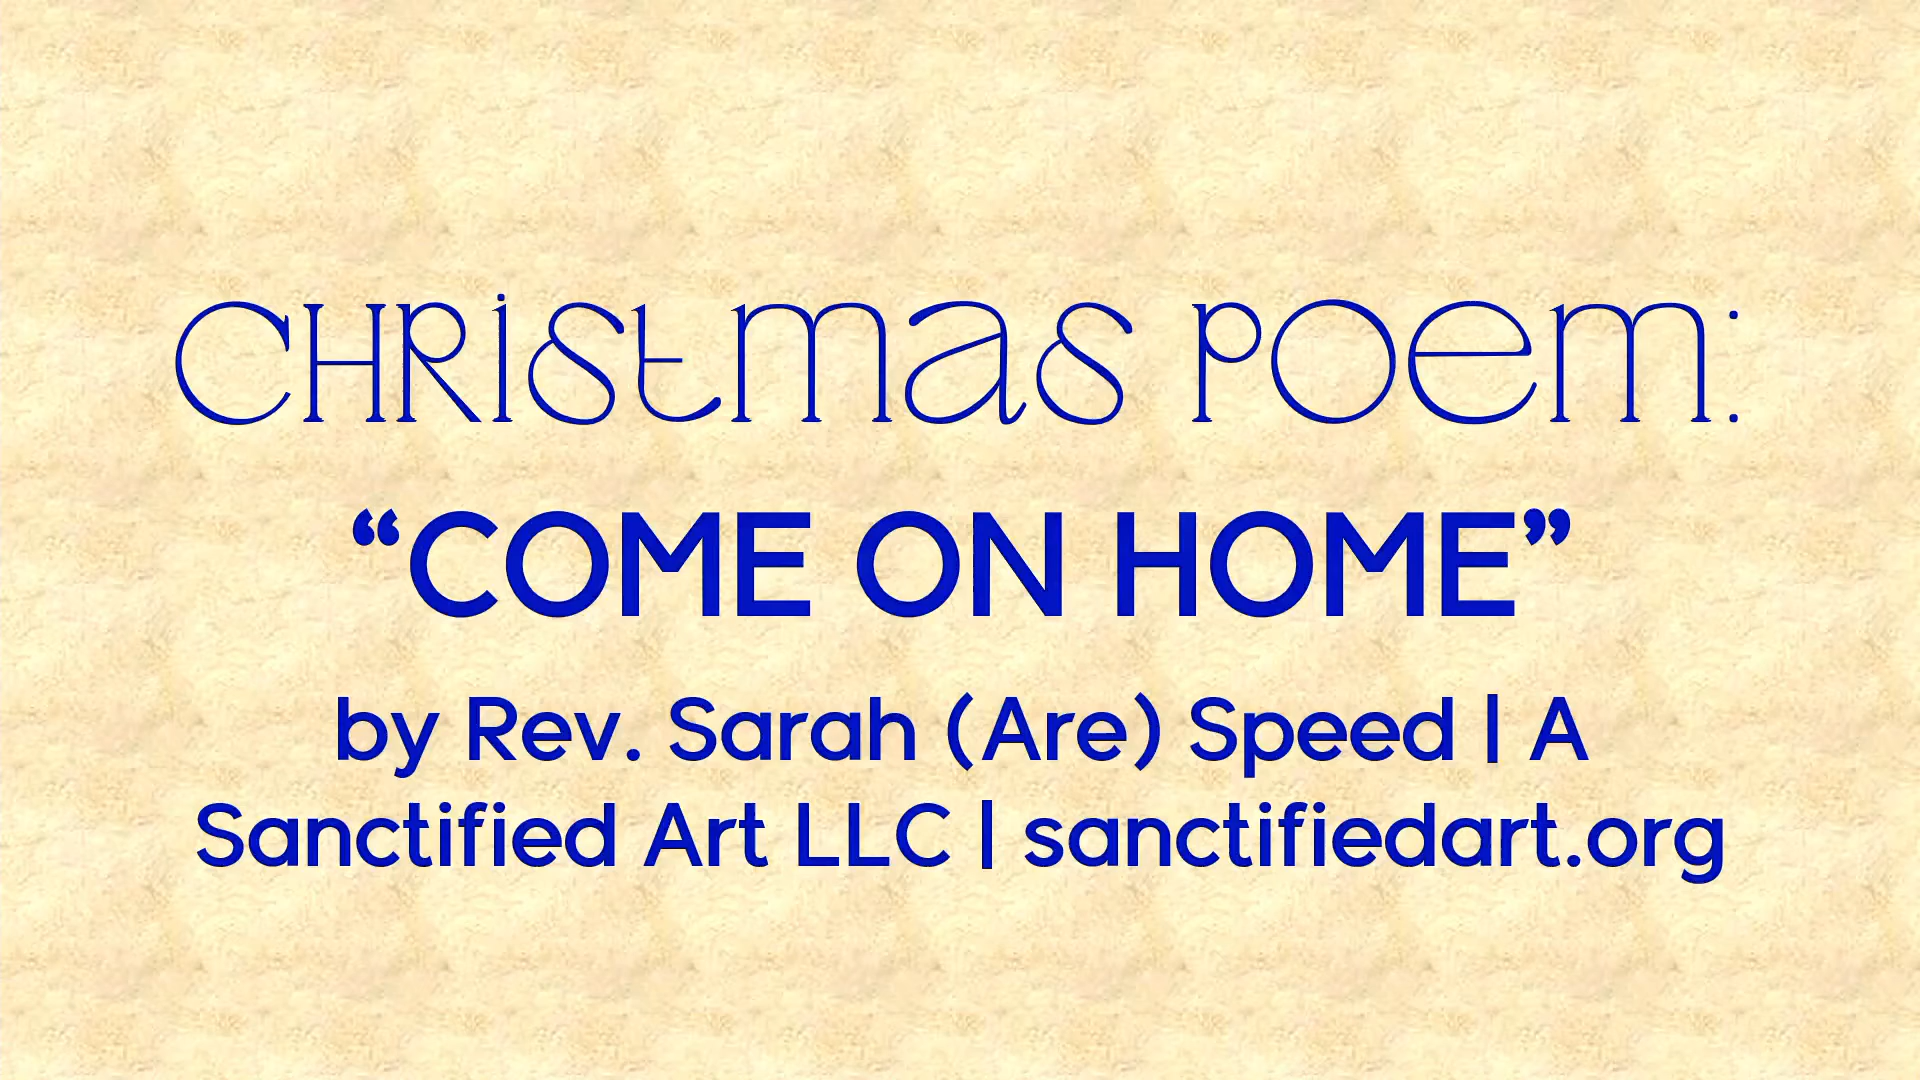 Christmas Poem:
“COME ON HOME”
by Rev. Sarah (Are) Speed | A
Sanctified Art LLC | sanctifiedart.org